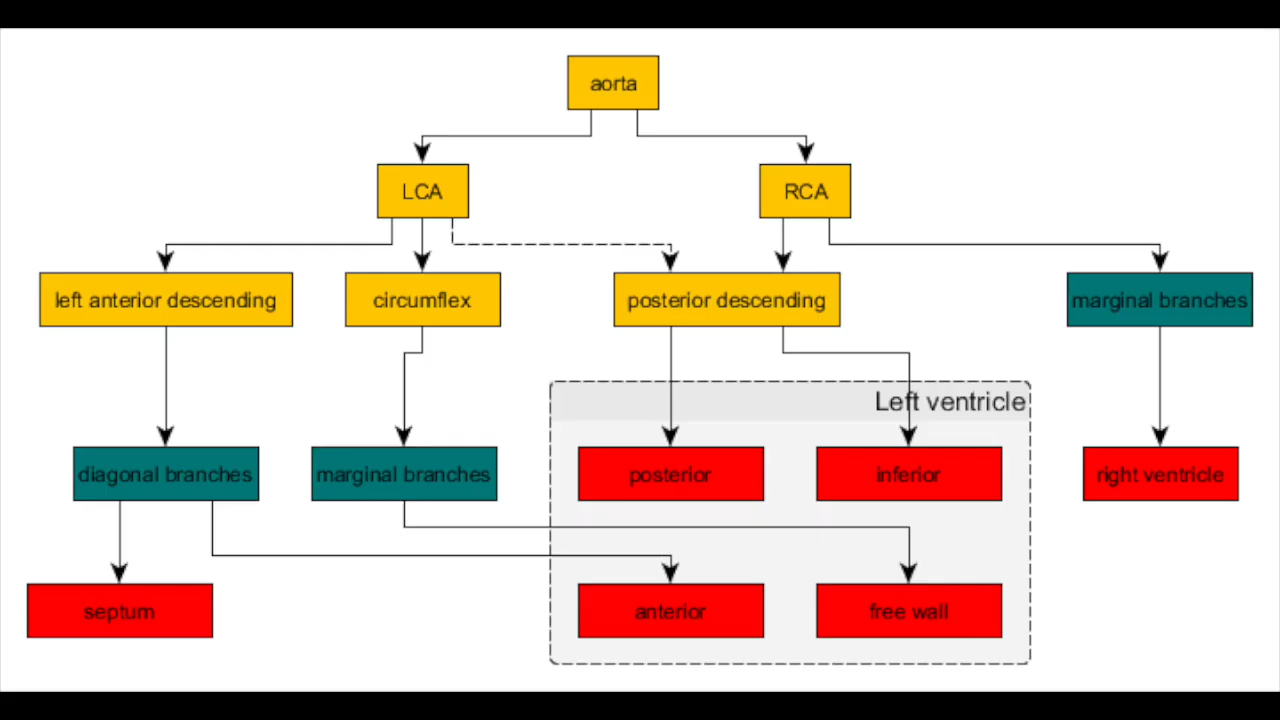 aorta
LCA
RCA
left anterior descending
circumflex
posterior descending
marginal branches
Left ventricle
diagonal branches
marginal branches
posterior
inferior
right ventricle
septum
anterior
free wall